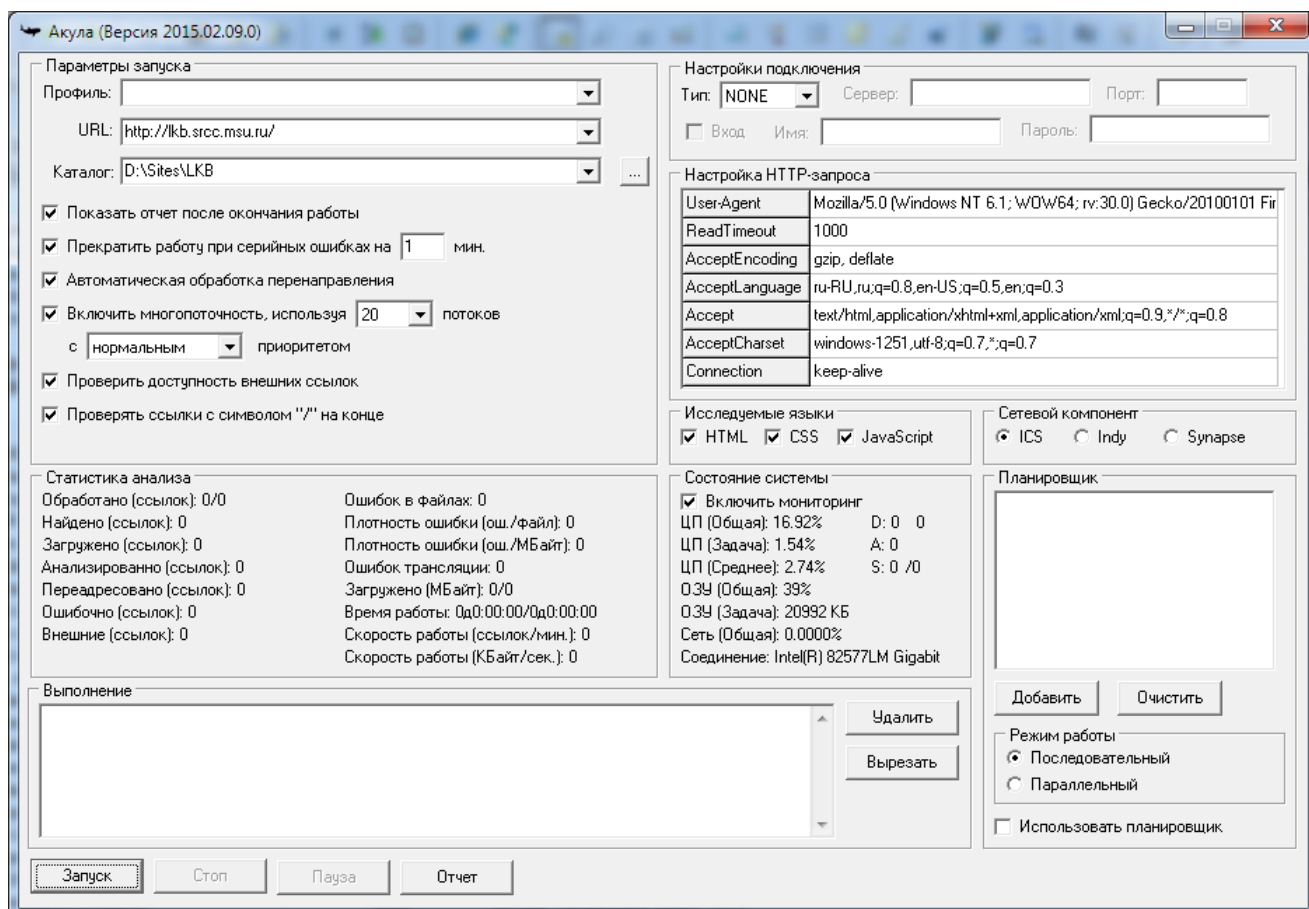 Акула (Версия 2015.02.09.0)
Параметры запуска
Профиль:
URL: http://lkb.srcc.msu.ru/
Каталог: D:\Sites\LKB ...
Показать отчет после окончания работы
Прекратить работу при серийных ошибках на 1 мин.
Автоматическая обработка перенаправления
Включить многопоточность, используя 20 потоков
с нормальным приоритетом
Проверить доступность внешних ссылок
Проверять ссылки с символом "/" на конце
Настройки подключения
Тип: NONE Сервер: Порт:
Вход Имя: Пароль:
Настройка HTTP-запроса
User-Agent Mozilla/5.0 (Windows NT 6.1; WOW64; rv:30.0) Gecko/20100101 Fir
ReadTimeout 1000
AcceptEncoding gzip, deflate
AcceptLanguage ru-RU,ru;q=0.8,en-US;q=0.5,en;q=0.3
Accept text/html,application/xhtml+xml,application/xml;q=0.9,*/*;q=0.8
AcceptCharset windows-1251,utf-8;q=0.7,*;q=0.7
Connection keep-alive
Исследуемые языки
HTML CSS JavaScript
Сетевой компонент
ICS Indy Synapse
Статистика анализа
Обработано (ссылок): 0/0
Найдено (ссылок): 0
Загружено (ссылок): 0
Анализированно (ссылок): 0
Переадресовано (ссылок): 0
Ошибочно (ссылок): 0
Внешние (ссылок): 0
Ошибок в файлах: 0
Плотность ошибки (ош./файл): 0
Плотность ошибки (ош./МБайт): 0
Ошибок трансляции: 0
Загружено (МБайт): 0/0
Время работы: 0д0:00:00/0д0:00:00
Скорость работы (ссылок/мин.): 0
Скорость работы (КБайт/сек.): 0
Состояние системы
Включить мониторинг
ЦП (Общая): 16.92% D: 0 0
ЦП (Задача): 1.54% A: 0
ЦП (Среднее): 2.74% S: 0 /0
ОЗУ (Общая): 39%
ОЗУ (Задача): 20992 КБ
Сеть (Общая): 0.0000%
Соединение: Intel(R) 82577LM Gigabit
Планировщик
Добавить Очистить
Режим работы
Последовательный
Параллельный
Использовать планировщик
Выполнение
Удалить
Вырезать
Запуск Стоп Пауза Отчет